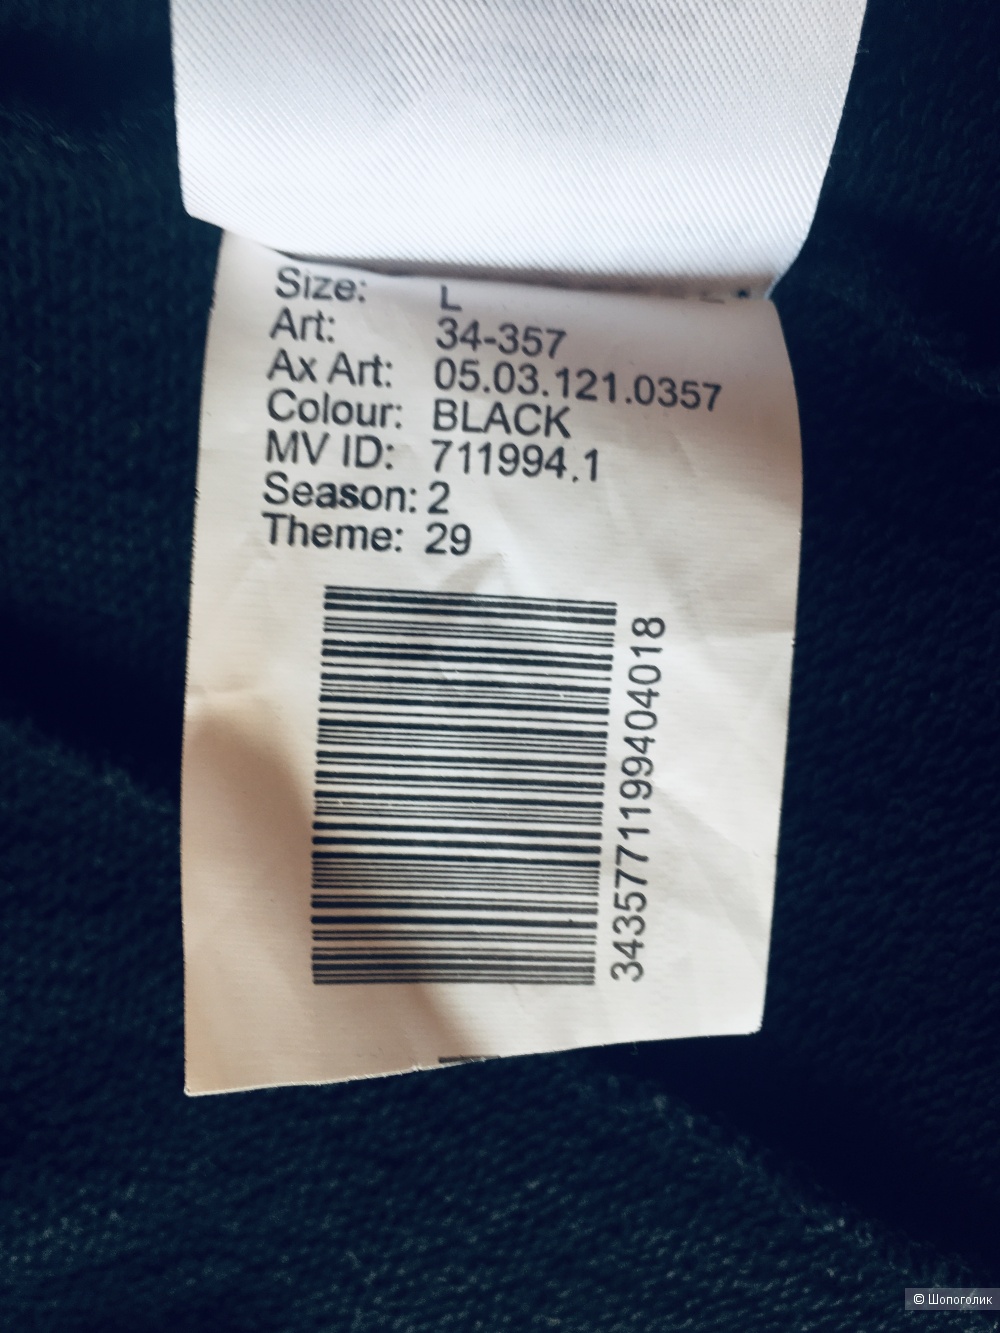 Size: L
Art: 34-357
Ax Art: 05.03.121.0357
Colour: BLACK
MV ID: 711994.1
Season: 2
Theme: 29
3435771199404018
© Шопоголик